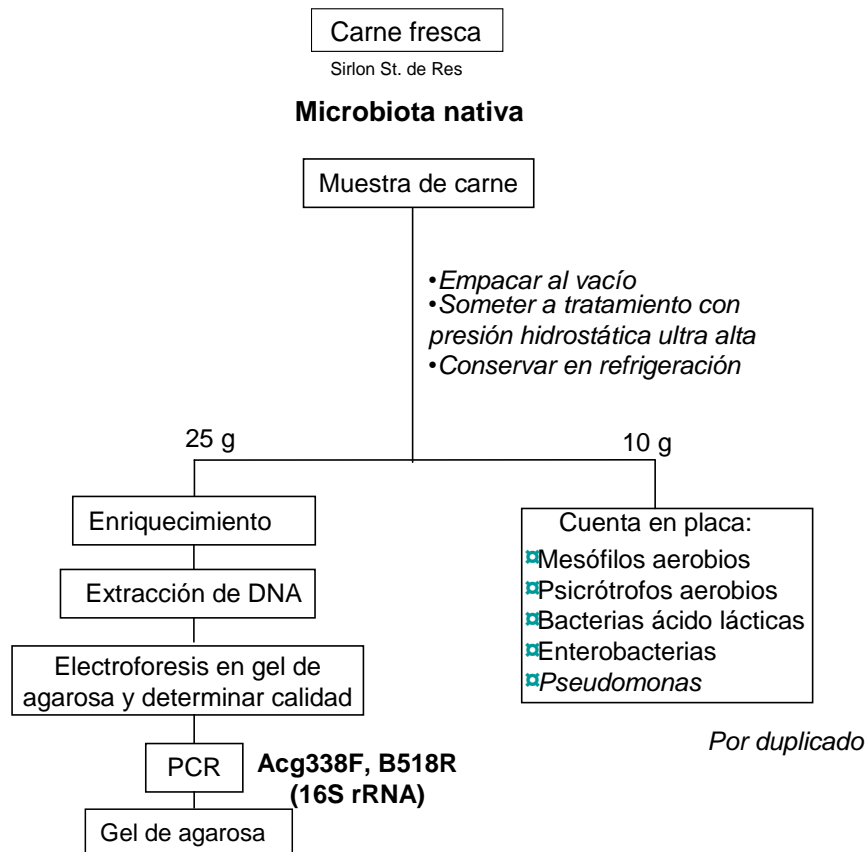 Carne fresca
Sirlon St. de Res
Microbiota nativa
Muestra de carne
•Empacar al vacío
•Someter a tratamiento con
presión hidrostática ultra alta
•Conservar en refrigeración
25 g
10 g
Enriquecimiento
Extracción de DNA
Electroforesis en gel de
agarosa y determinar calidad
PCR
Acg338F, B518R
(16S rRNA)
Gel de agarosa
Cuenta en placa:
¤Mesófilos aerobios
¤Psicrótrofos aerobios
¤Bacterias ácido lácticas
¤Enterobacterias
¤Pseudomonas
Por duplicado